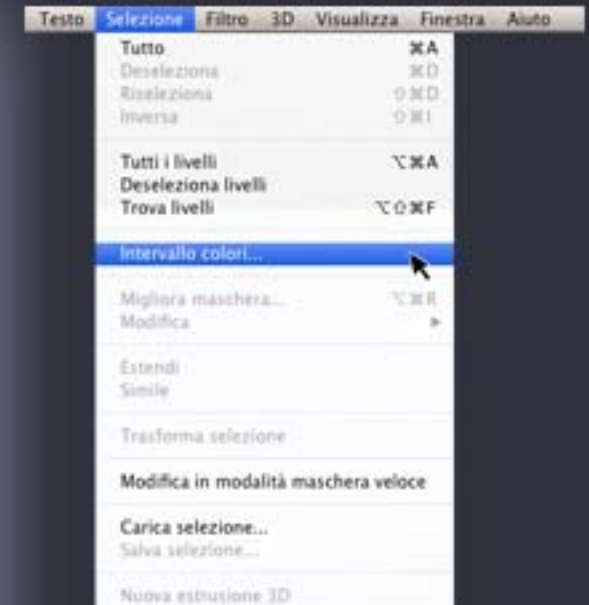 Testo Selezione Filtro 3D Visualizza Finestra Aiuto
Tutto ⌘A
Deseleziona ⌘D
Riseleziona ⇧⌘D
Inversa ⇧⌘I
Tutti i livelli ⌥⌘A
Deseleziona livelli
Trova livelli ⌥⇧⌘F
Intervallo colori...
Migliora maschera... ⌥⌘R
Modifica ▶
Estendi
Simile
Trasforma selezione
Modifica in modalità maschera veloce
Carica selezione...
Salva selezione...
Nuova estrusione 3D